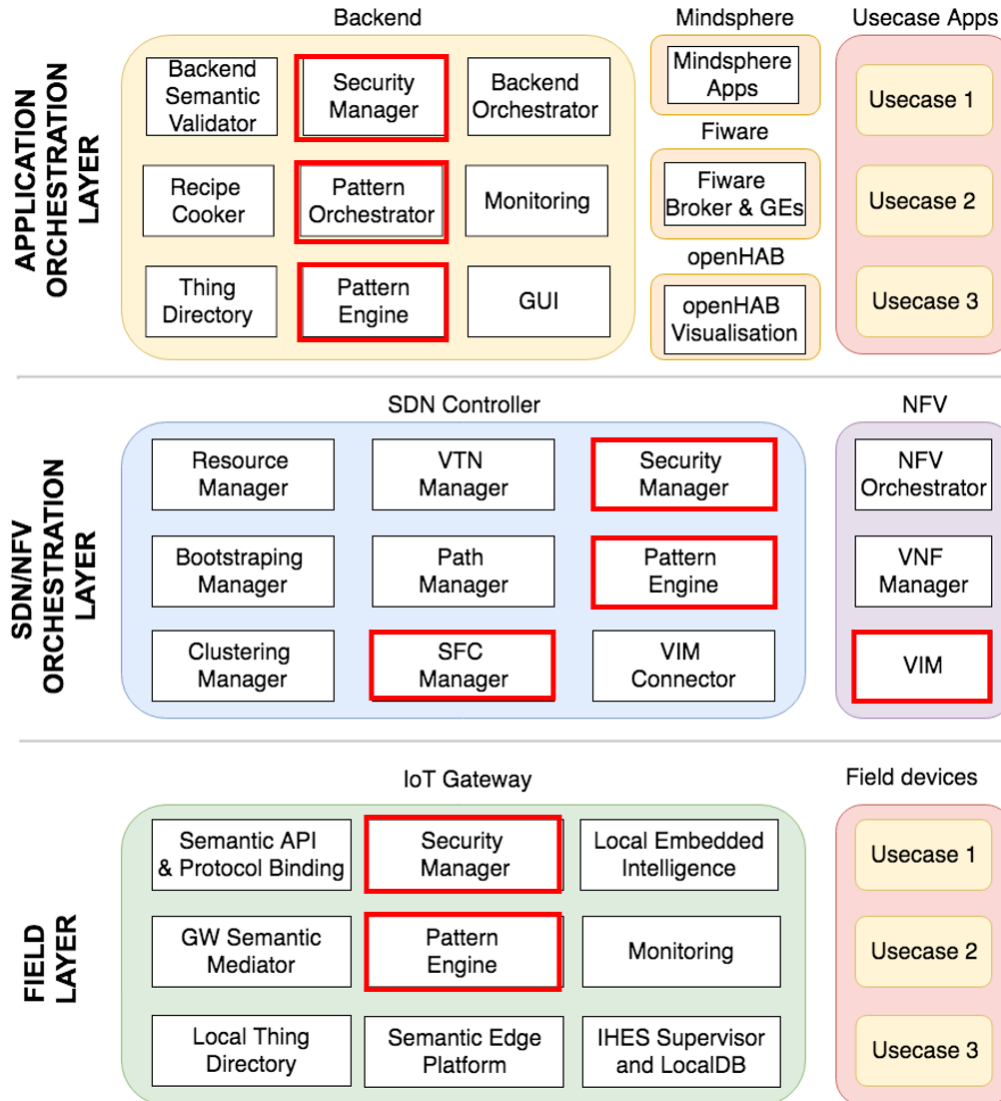 Backend
Mindsphere
Usecase Apps
APPLICATION
ORCHESTRATION
LAYER
Backend
Semantic
Validator
Security
Manager
Backend
Orchestrator
Recipe
Cooker
Pattern
Orchestrator
Monitoring
Thing
Directory
Pattern
Engine
GUI
Mindsphere
Apps
Fiware
Fiware
Broker & GEs
openHAB
openHAB
Visualisation
Usecase 1
Usecase 2
Usecase 3
SDN/NFV
ORCHESTRATION
LAYER
SDN Controller
Resource
Manager
VTN
Manager
Security
Manager
Bootstraping
Manager
Path
Manager
Pattern
Engine
Clustering
Manager
SFC
Manager
VIM
Connector
NFV
NFV
Orchestrator
VNF
Manager
VIM
FIELD
LAYER
IoT Gateway
Semantic API
& Protocol Binding
Security
Manager
Local Embedded
Intelligence
GW Semantic
Mediator
Pattern
Engine
Monitoring
Local Thing
Directory
Semantic Edge
Platform
IHES Supervisor
and LocalDB
Field devices
Usecase 1
Usecase 2
Usecase 3